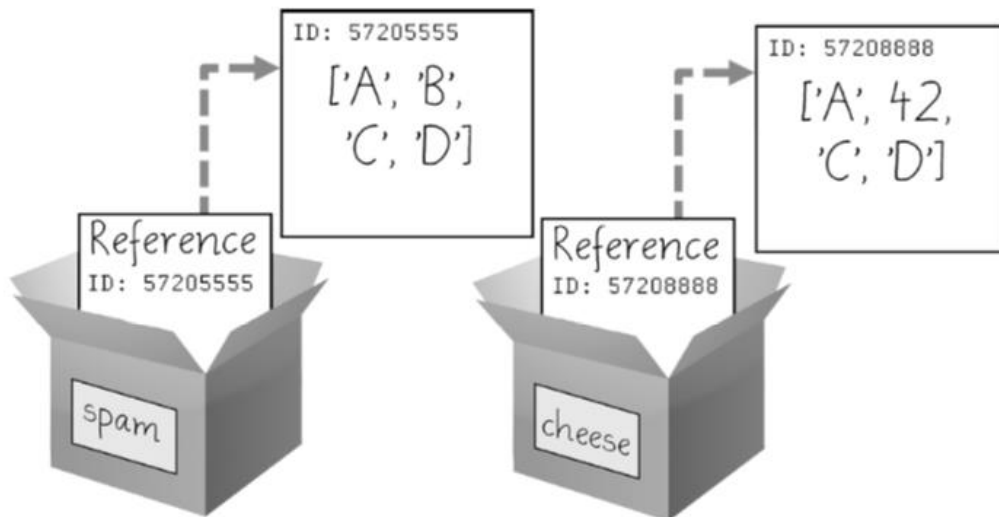 ID: 57205555
['A', 'B',
'C', 'D']
Reference
ID: 57205555
spam
ID: 57208888
['A', 42,
'C', 'D']
Reference
ID: 57208888
cheese